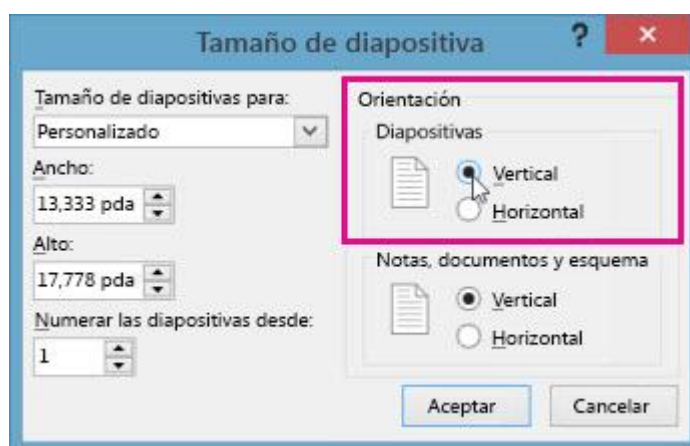 Tamaño de diapositiva
?
Tamaño de diapositivas para:
Personalizado
Ancho:
13,333 pda
Alto:
17,778 pda
Numerar las diapositivas desde:
1
Orientación
Diapositivas
Vertical
Horizontal
Notas, documentos y esquema
Vertical
Horizontal
Aceptar
Cancelar